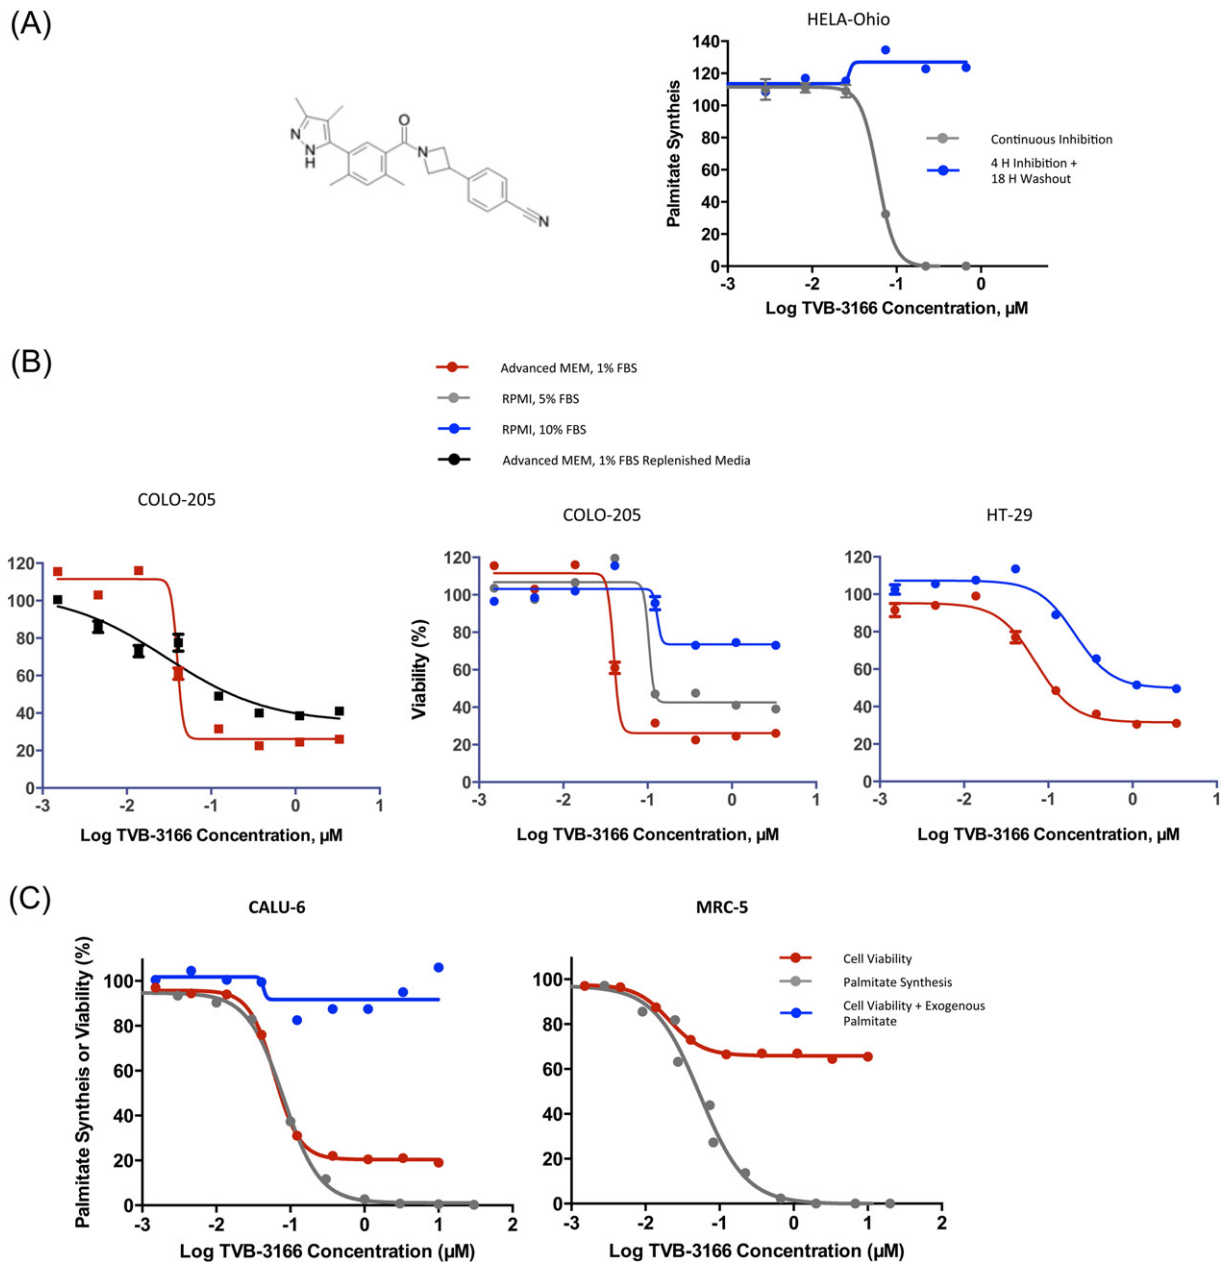 (A)
HELA-Ohio
N
NH
O
N
N
Palmitate Syntheis
140
120
100
80
60
40
20
0
-3 -2 -1 0
Log TVB-3166 Concentration, µM
Continuous Inhibition
4 H Inhibition +
18 H Washout
(B)
Advanced MEM, 1% FBS
RPMI, 5% FBS
RPMI, 10% FBS
Advanced MEM, 1% FBS Replenished Media
COLO-205
120
100
80
60
40
20
0
-3 -2 -1 0 1
Log TVB-3166 Concentration, µM
COLO-205
Viability (%)
120
100
80
60
40
20
0
-3 -2 -1 0 1
Log TVB-3166 Concentration, µM
HT-29
120
100
80
60
40
20
0
-3 -2 -1 0 1
Log TVB-3166 Concentration, µM
(C)
CALU-6
Palmitate Syntheis or Viability (%)
100
80
60
40
20
0
-3 -2 -1 0 1 2
Log TVB-3166 Concentration (µM)
MRC-5
100
80
60
40
20
0
-3 -2 -1 0 1 2
Log TVB-3166 Concentration (µM)
Cell Viability
Palmitate Synthesis
Cell Viability + Exogenous
Palmitate